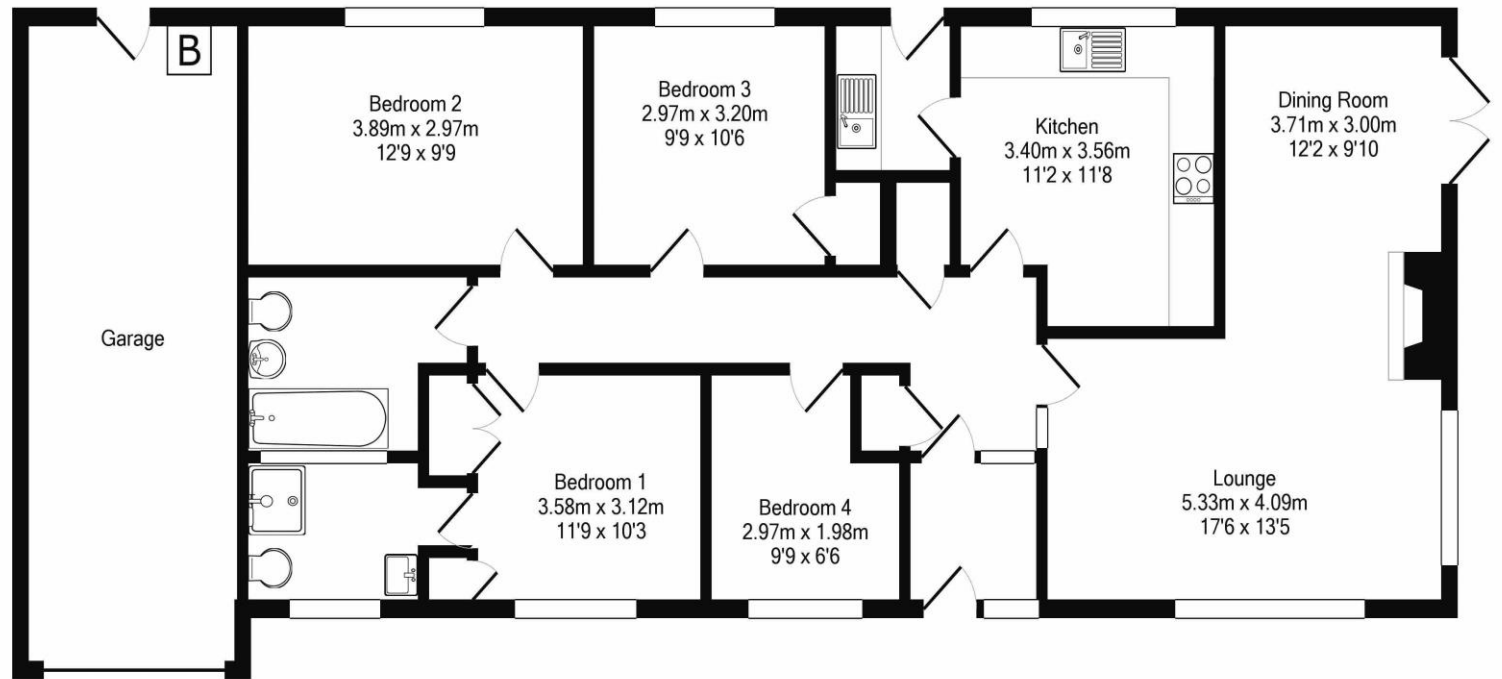 B
Bedroom 2
3.89m x 2.97m
12'9 x 9'9
Bedroom 3
2.97m x 3.20m
9'9 x 10'6
Kitchen
3.40m x 3.56m
11'2 x 11'8
Dining Room
3.71m x 3.00m
12'2 x 9'10
Garage
Bedroom 1
3.58m x 3.12m
11'9 x 10'3
Bedroom 4
2.97m x 1.98m
9'9 x 6'6
Lounge
5.33m x 4.09m
17'6 x 13'5